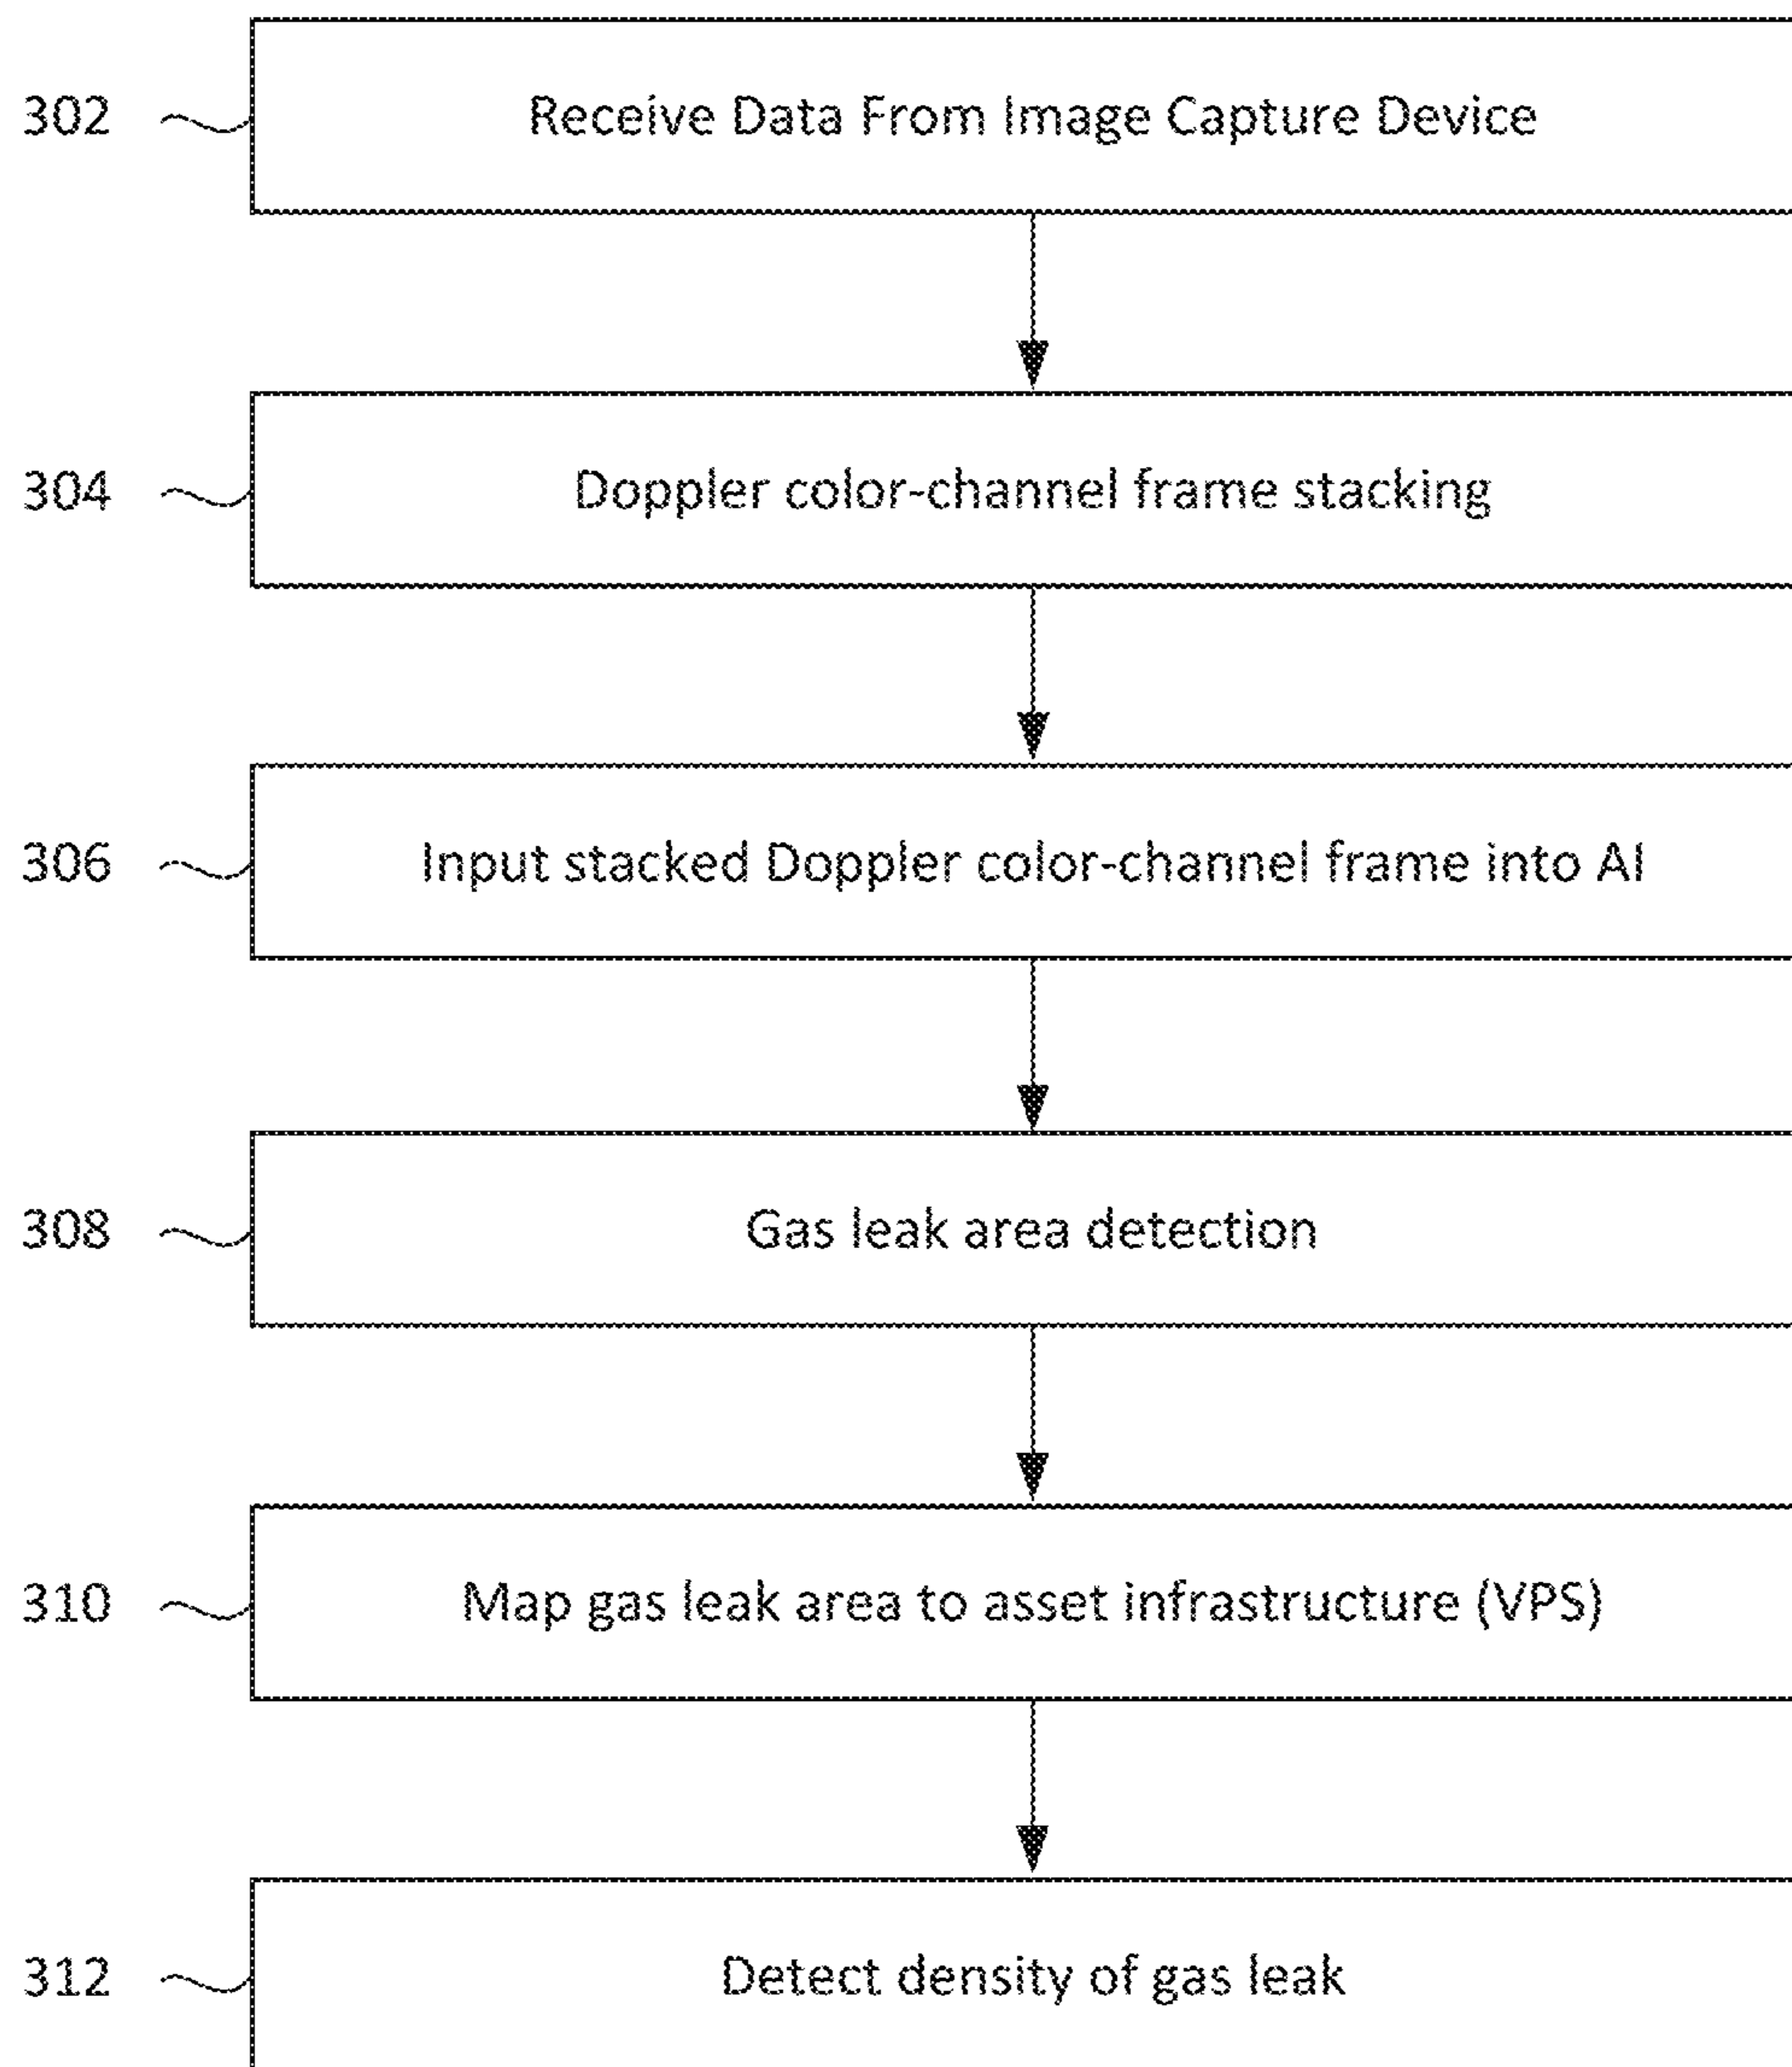 302 Receive Data From Image Capture Device
304 Doppler color-channel frame stacking
306 Input stacked Doppler color-channel frame into AI
308 Gas leak area detection
310 Map gas leak area to asset infrastructure (VPS)
312 Detect density of gas leak